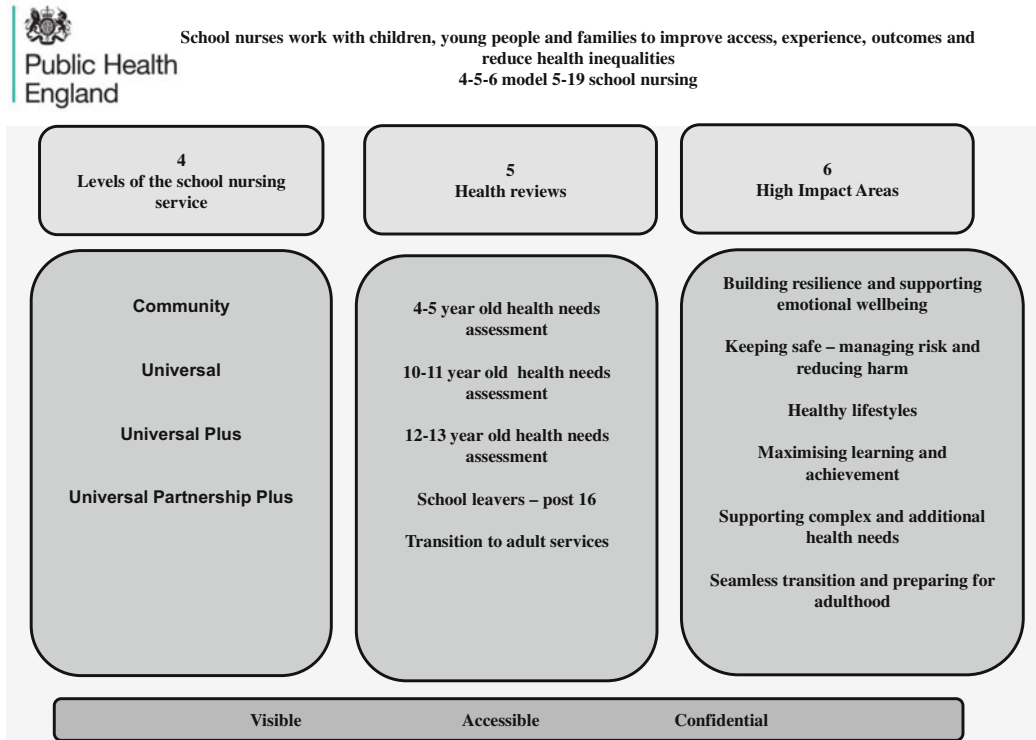 Public Health
England
School nurses work with children, young people and families to improve access, experience, outcomes and
reduce health inequalities
4-5-6 model 5-19 school nursing
4
Levels of the school nursing
service
5
Health reviews
6
High Impact Areas
Community
Universal
Universal Plus
Universal Partnership Plus
4-5 year old health needs
assessment
10-11 year old health needs
assessment
12-13 year old health needs
assessment
School leavers – post 16
Transition to adult services
Building resilience and supporting
emotional wellbeing
Keeping safe – managing risk and
reducing harm
Healthy lifestyles
Maximising learning and
achievement
Supporting complex and additional
health needs
Seamless transition and preparing for
adulthood
Visible Accessible Confidential